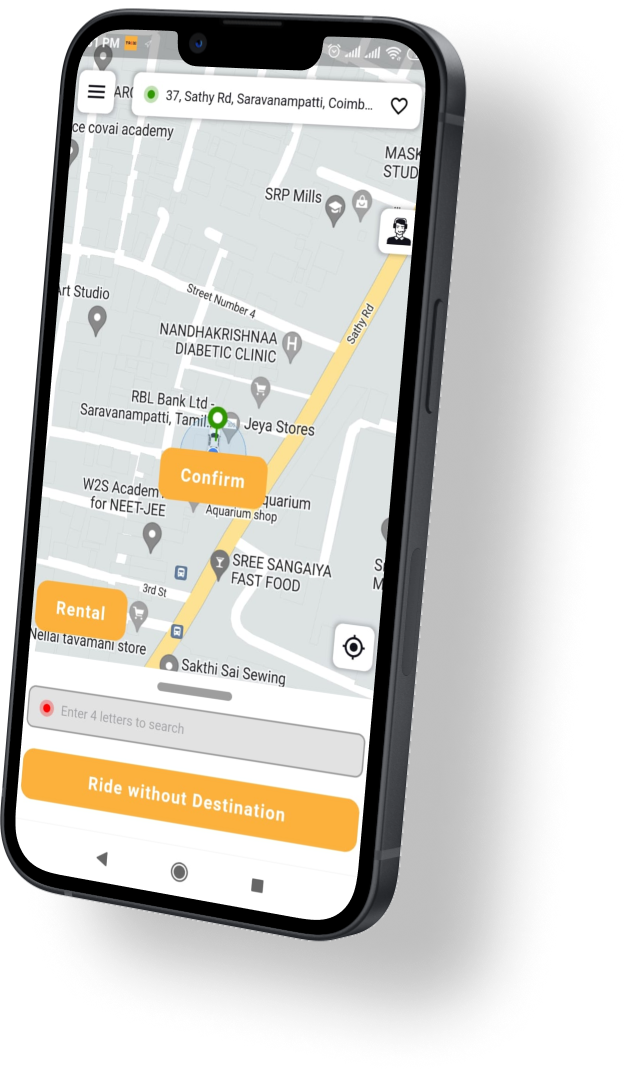 1 PM
37, Sathy Rd, Saravanampatti, Coimb...
ce covai academy
MASK
STUD
SRP Mills
Art Studio
Street Number 4
Sathy Rd
NANDHAKRISHNAA
DIABETIC CLINIC
RBL Bank Ltd -
Saravanampatti, Tamil...
Jeya Stores
Confirm
W2S Academ
for NEET-JEE
quarium
Aquarium shop
SREE SANGAIYA
FAST FOOD
3rd St
Rental
Nellai tavamani store
Sakthi Sai Sewing
Enter 4 letters to search
Ride without Destination